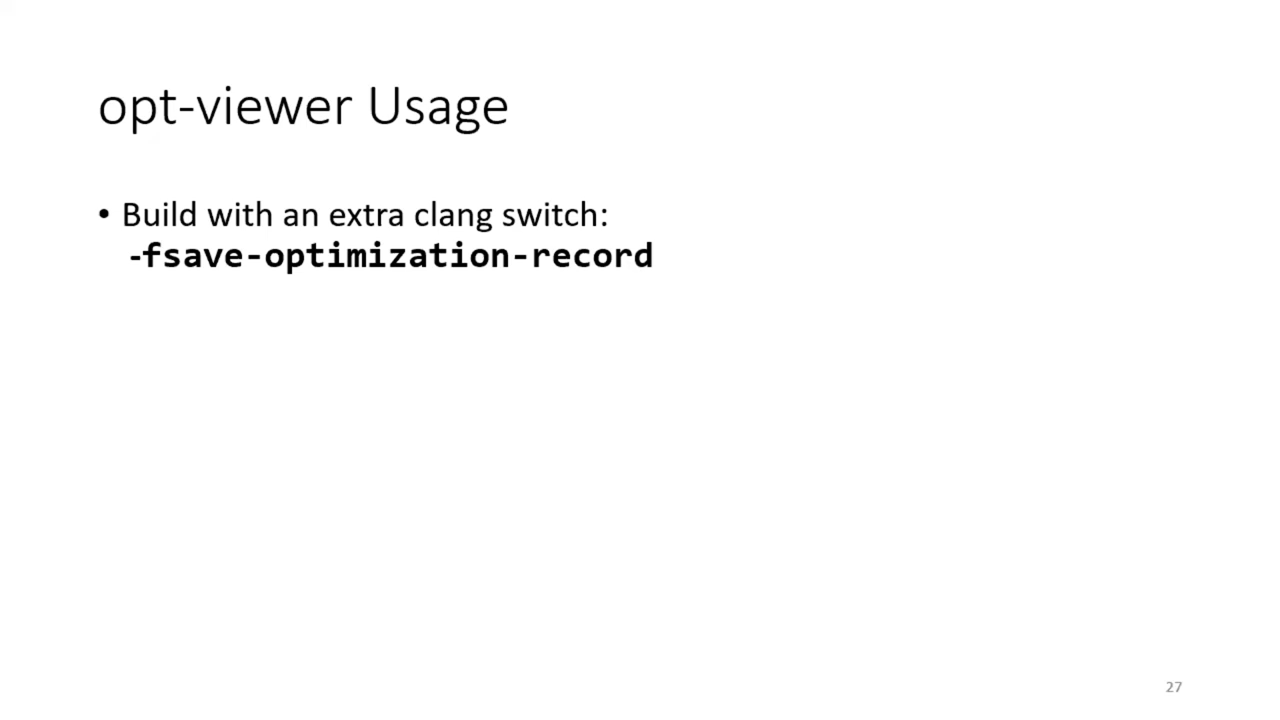 opt-viewer Usage
• Build with an extra clang switch:
-fsave-optimization-record
27